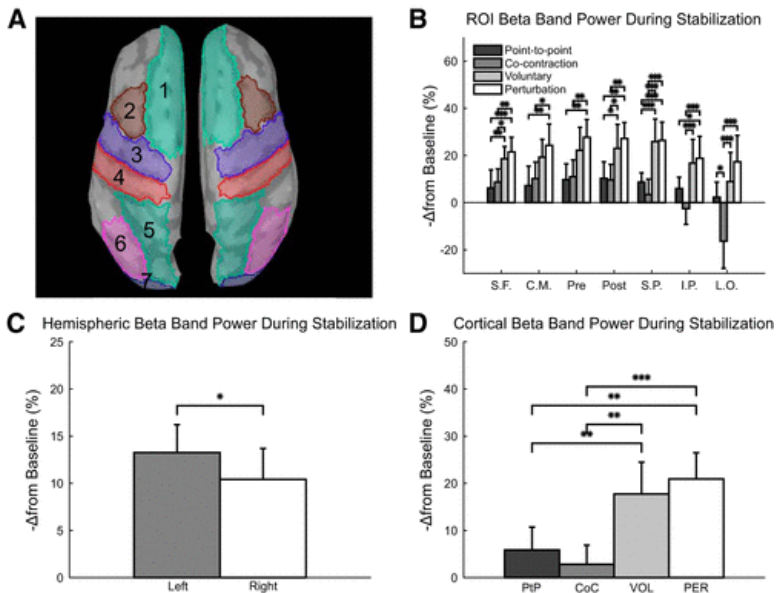 A
1
2
3
4
5
6
7
B
ROI Beta Band Power During Stabilization
-Δfrom Baseline (%)
60
40
20
0
-20
Point-to-point
Co-contraction
Voluntary
Perturbation
S.F. C.M. Pre Post S.P. I.P. L.O.
C
Hemispheric Beta Band Power During Stabilization
-Δfrom Baseline (%)
25
20
15
10
5
0
*
Left Right
D
Cortical Beta Band Power During Stabilization
-Δfrom Baseline (%)
50
40
30
20
10
0
***
**
**
**
PtP CoC VOL PER